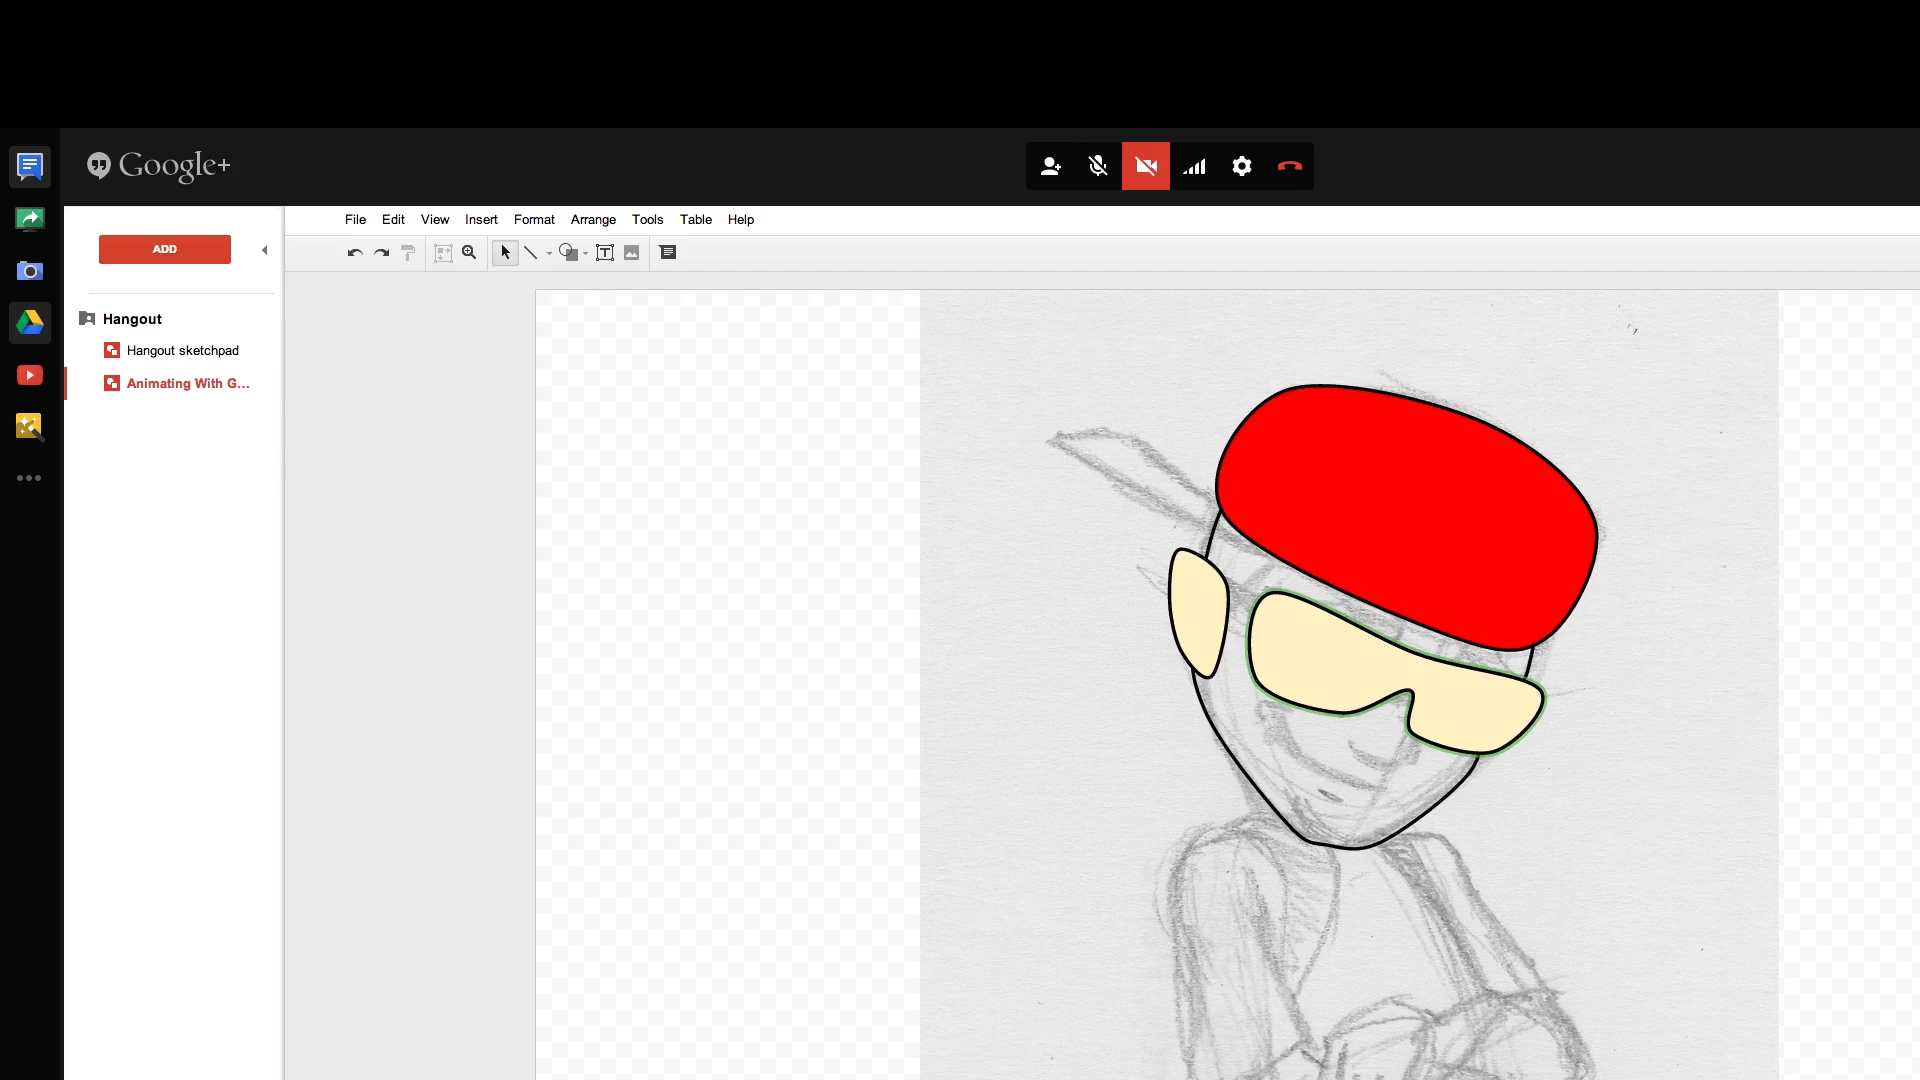 Google+
File Edit View Insert Format Arrange Tools Table Help
ADD
Hangout
Hangout sketchpad
Animating With G...